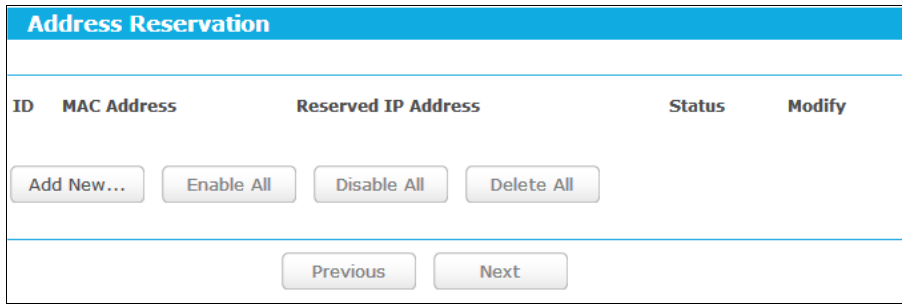 Address Reservation
ID MAC Address Reserved IP Address Status Modify
Add New... Enable All Disable All Delete All
Previous Next